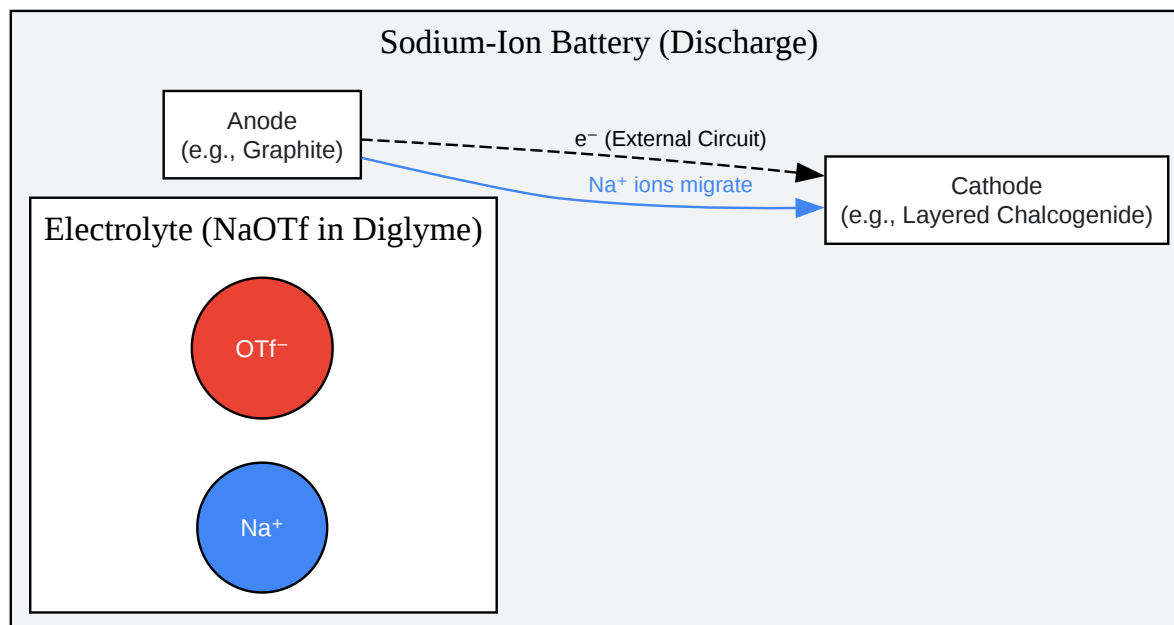 Sodium-Ion Battery (Discharge)
Anode
(e.g., Graphite)
e⁻ (External Circuit)
Na⁺ ions migrate
Cathode
(e.g., Layered Chalcogenide)
Electrolyte (NaOTf in Diglyme)
OTf⁻
Na⁺